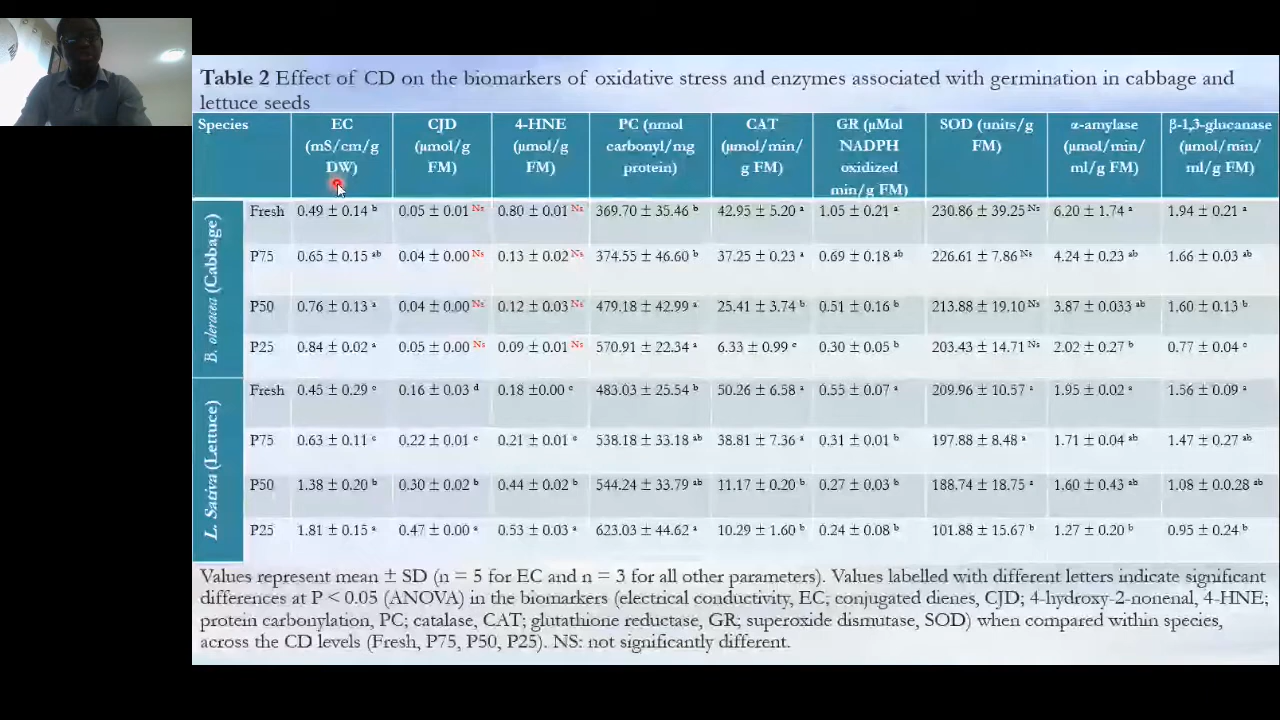 Table 2 Effect of CD on the biomarkers of oxidative stress and enzymes associated with germination in cabbage and
lettuce seeds
Species EC (mS/cm/g DW) CJD (µmol/g FM) 4-HNE (µmol/g FM) PC (nmol carbonyl/mg protein) CAT (µmol/min/g FM) GR (µMol NADPH oxidized min/g FM) SOD (units/g FM) α-amylase (µmol/min/ml/g FM) β-1,3-glucanase (µmol/min/ml/g FM)
B. oleracea (Cabbage)
Fresh 0.49 ± 0.14 b 0.05 ± 0.01 Ns 0.80 ± 0.01 Ns 369.70 ± 35.46 b 42.95 ± 5.20 a 1.05 ± 0.21 a 230.86 ± 39.25 Ns 6.20 ± 1.74 a 1.94 ± 0.21 a
P75 0.65 ± 0.15 ab 0.04 ± 0.00 Ns 0.13 ± 0.02 Ns 374.55 ± 46.60 b 37.25 ± 0.23 a 0.69 ± 0.18 ab 226.61 ± 7.86 Ns 4.24 ± 0.23 ab 1.66 ± 0.03 ab
P50 0.76 ± 0.13 a 0.04 ± 0.00 Ns 0.12 ± 0.03 Ns 479.18 ± 42.99 a 25.41 ± 3.74 b 0.51 ± 0.16 b 213.88 ± 19.10 Ns 3.87 ± 0.033 ab 1.60 ± 0.13 b
P25 0.84 ± 0.02 a 0.05 ± 0.00 Ns 0.09 ± 0.01 Ns 570.91 ± 22.34 a 6.33 ± 0.99 c 0.30 ± 0.05 b 203.43 ± 14.71 Ns 2.02 ± 0.27 b 0.77 ± 0.04 c
L. Sativa (Lettuce)
Fresh 0.45 ± 0.29 c 0.16 ± 0.03 d 0.18 ±0.00 c 483.03 ± 25.54 b 50.26 ± 6.58 a 0.55 ± 0.07 a 209.96 ± 10.57 a 1.95 ± 0.02 a 1.56 ± 0.09 a
P75 0.63 ± 0.11 c 0.22 ± 0.01 c 0.21 ± 0.01 c 538.18 ± 33.18 ab 38.81 ± 7.36 a 0.31 ± 0.01 b 197.88 ± 8.48 a 1.71 ± 0.04 ab 1.47 ± 0.27 ab
P50 1.38 ± 0.20 b 0.30 ± 0.02 b 0.44 ± 0.02 b 544.24 ± 33.79 ab 11.17 ± 0.20 b 0.27 ± 0.03 b 188.74 ± 18.75 a 1.60 ± 0.43 ab 1.08 ± 0.0.28 ab
P25 1.81 ± 0.15 a 0.47 ± 0.00 a 0.53 ± 0.03 a 623.03 ± 44.62 a 10.29 ± 1.60 b 0.24 ± 0.08 b 101.88 ± 15.67 b 1.27 ± 0.20 b 0.95 ± 0.24 b
Values represent mean ± SD (n = 5 for EC and n = 3 for all other parameters). Values labelled with different letters indicate significant
differences at P < 0.05 (ANOVA) in the biomarkers (electrical conductivity, EC; conjugated dienes, CJD; 4-hydroxy-2-nonenal, 4-HNE;
protein carbonylation, PC; catalase, CAT; glutathione reductase, GR; superoxide dismutase, SOD) when compared within species,
across the CD levels (Fresh, P75, P50, P25). NS: not significantly different.